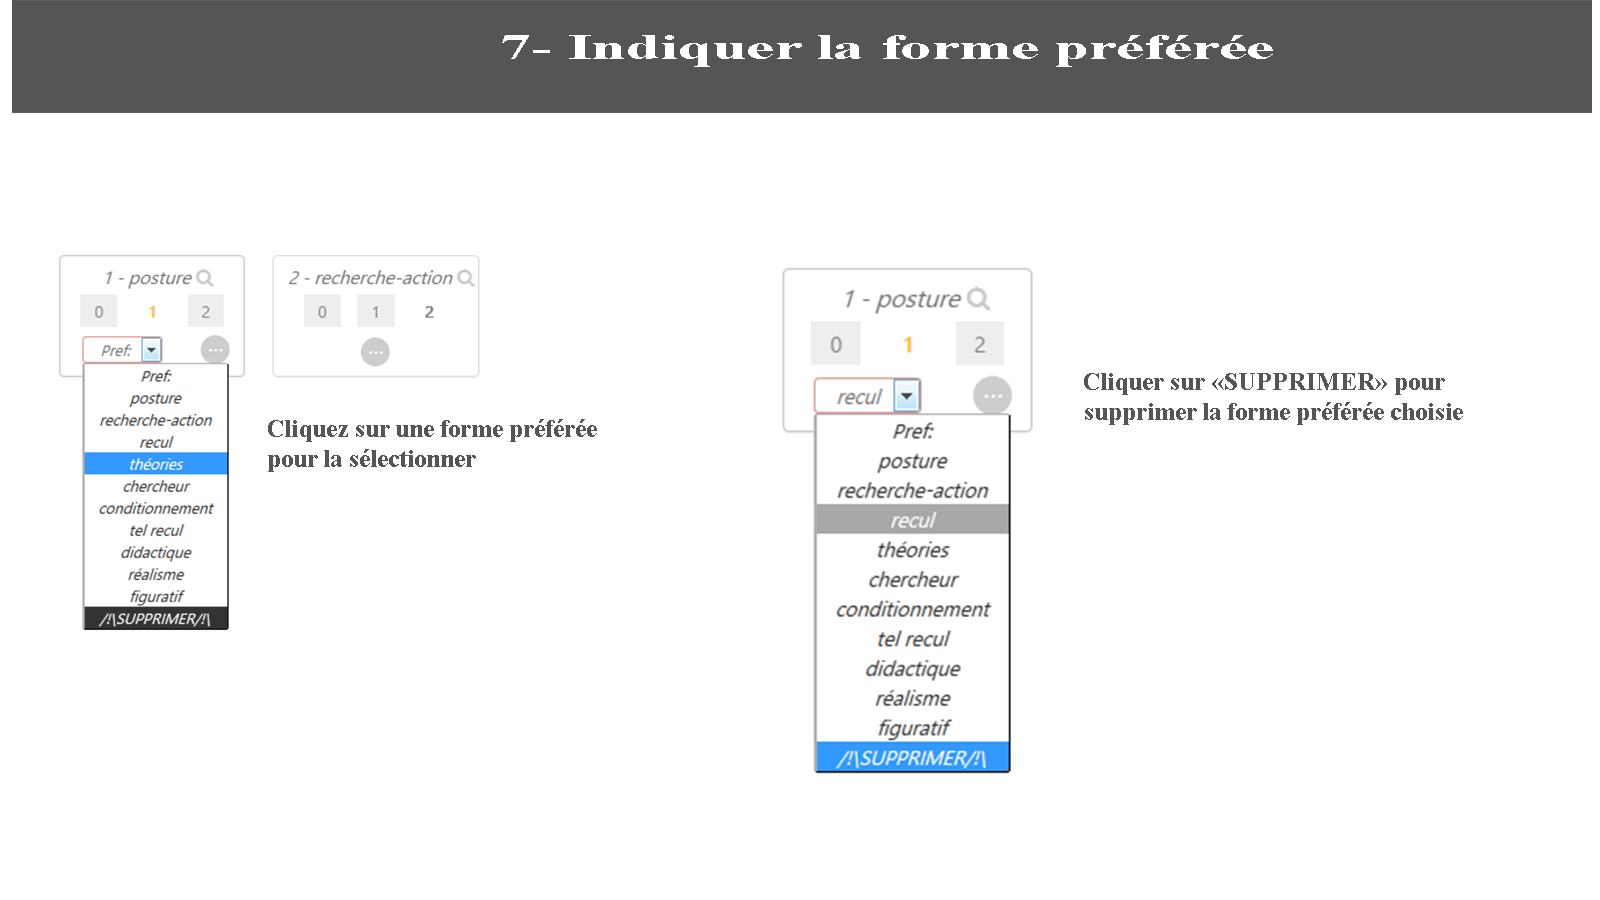 7- Indiquer la forme préférée
1 - posture
0 1 2
Pref:
Pref:
posture
recherche-action
recul
théories
chercheur
conditionnement
tel recul
didactique
réalisme
figuratif
/!\SUPPRIMER/!\
2 - recherche-action
0 1 2
Cliquez sur une forme préférée
pour la sélectionner
1 - posture
0 1 2
recul
Pref:
posture
recherche-action
recul
théories
chercheur
conditionnement
tel recul
didactique
réalisme
figuratif
/!\SUPPRIMER/!\
Cliquer sur «SUPPRIMER» pour
supprimer la forme préférée choisie